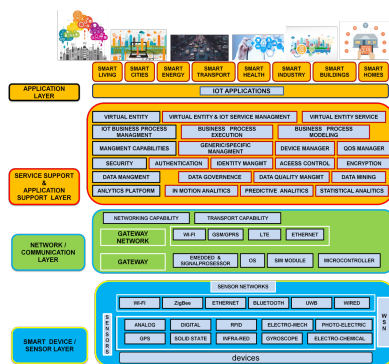 SMART LIVING
SMART CITIES
SMART ENERGY
SMART TRANSPORT
SMART HEALTH
SMART INDUSTRY
SMART BUILDINGS
SMART HOMES
APPLICATION LAYER
IOT APPLICATIONS
VIRTUAL ENTITY
VIRTUAL ENTITY & IOT SERVICE MANAGMENT
VIRTUAL ENTITY SERVICE
IOT BUSINESS PROCESS MANAGMENT
BUSINESS PROCESS EXECUTION
BUSINESS PROCESS MODELING
MANGMENT CAPABILITIES
GENERIC/SPECIFIC MANAGMENT
DEVICE MANAGER
QOS MANAGER
SECURITY
AUTHENTICATION
IDENTITY MANGMT
ACEESS CONTROL
ENCRYPTION
SERVICE SUPPORT & APPLICATION SUPPORT LAYER
DATA MANGMENT
DATA GOVERENCE
DATA QUALITY MANGMT
DATA MINING
ANLYTICS PLATFORM
IN MOTION ANALITICS
PREDICTIVE ANALITICS
STATISTICAL ANALITICS
NETWORKING CAPABILITY
TRANSPORT CAPABILITY
GATEWAY NETWORK
WI-FI
GSM/GPRS
LTE
ETHERNET
NETWORK / COMMUNICATION LAYER
GATEWAY
EMEDDED & SIGNALPROSESSOR
OS
SIM MODULE
MICROCONTROLLER
SENSOR NETWORKS
WI-FI
ZigBee
ETHERNET
BLUETOOTH
UWB
WIRED
WSN
SENSORS
ANALOG
DIGITAL
RFID
ELECTRO-MECH
PHOTO-ELECTRIC
SMART DEVICE / SENSOR LAYER
GPS
SOLID STATE
INFRA-RED
GYROSCOPE
ELECTRO-CHEMICAL
devices